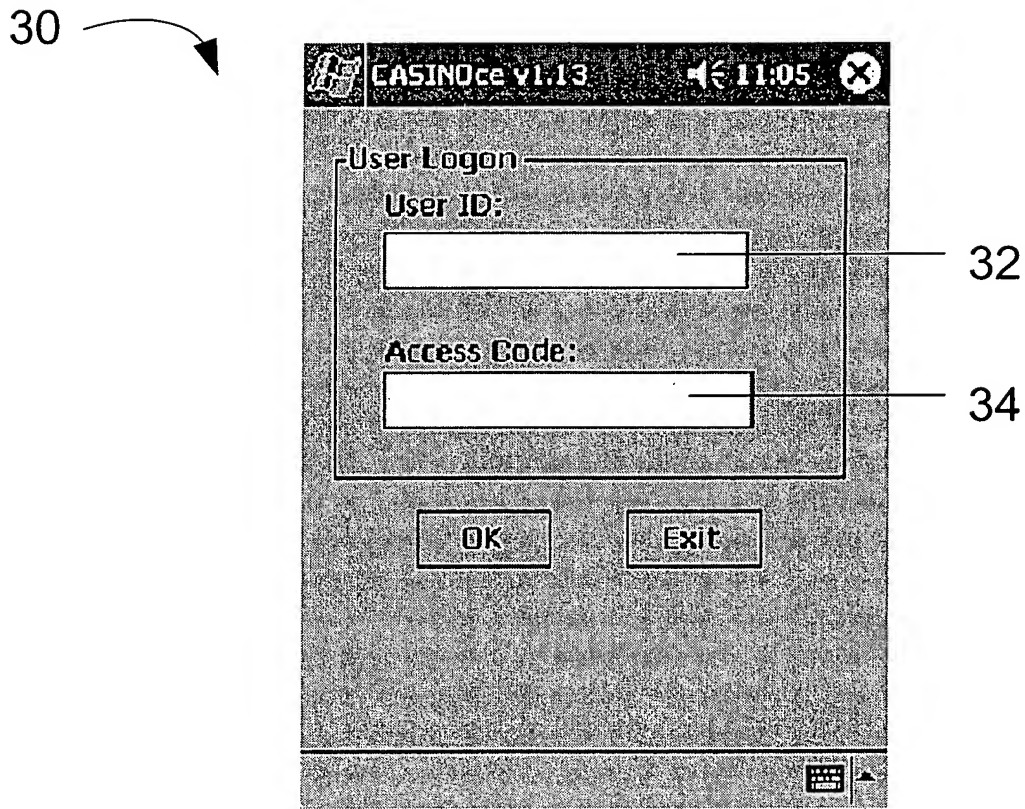 30
CASINOce v1.13 11:05
User Logon
User ID:
32
Access Code:
34
OK Exit